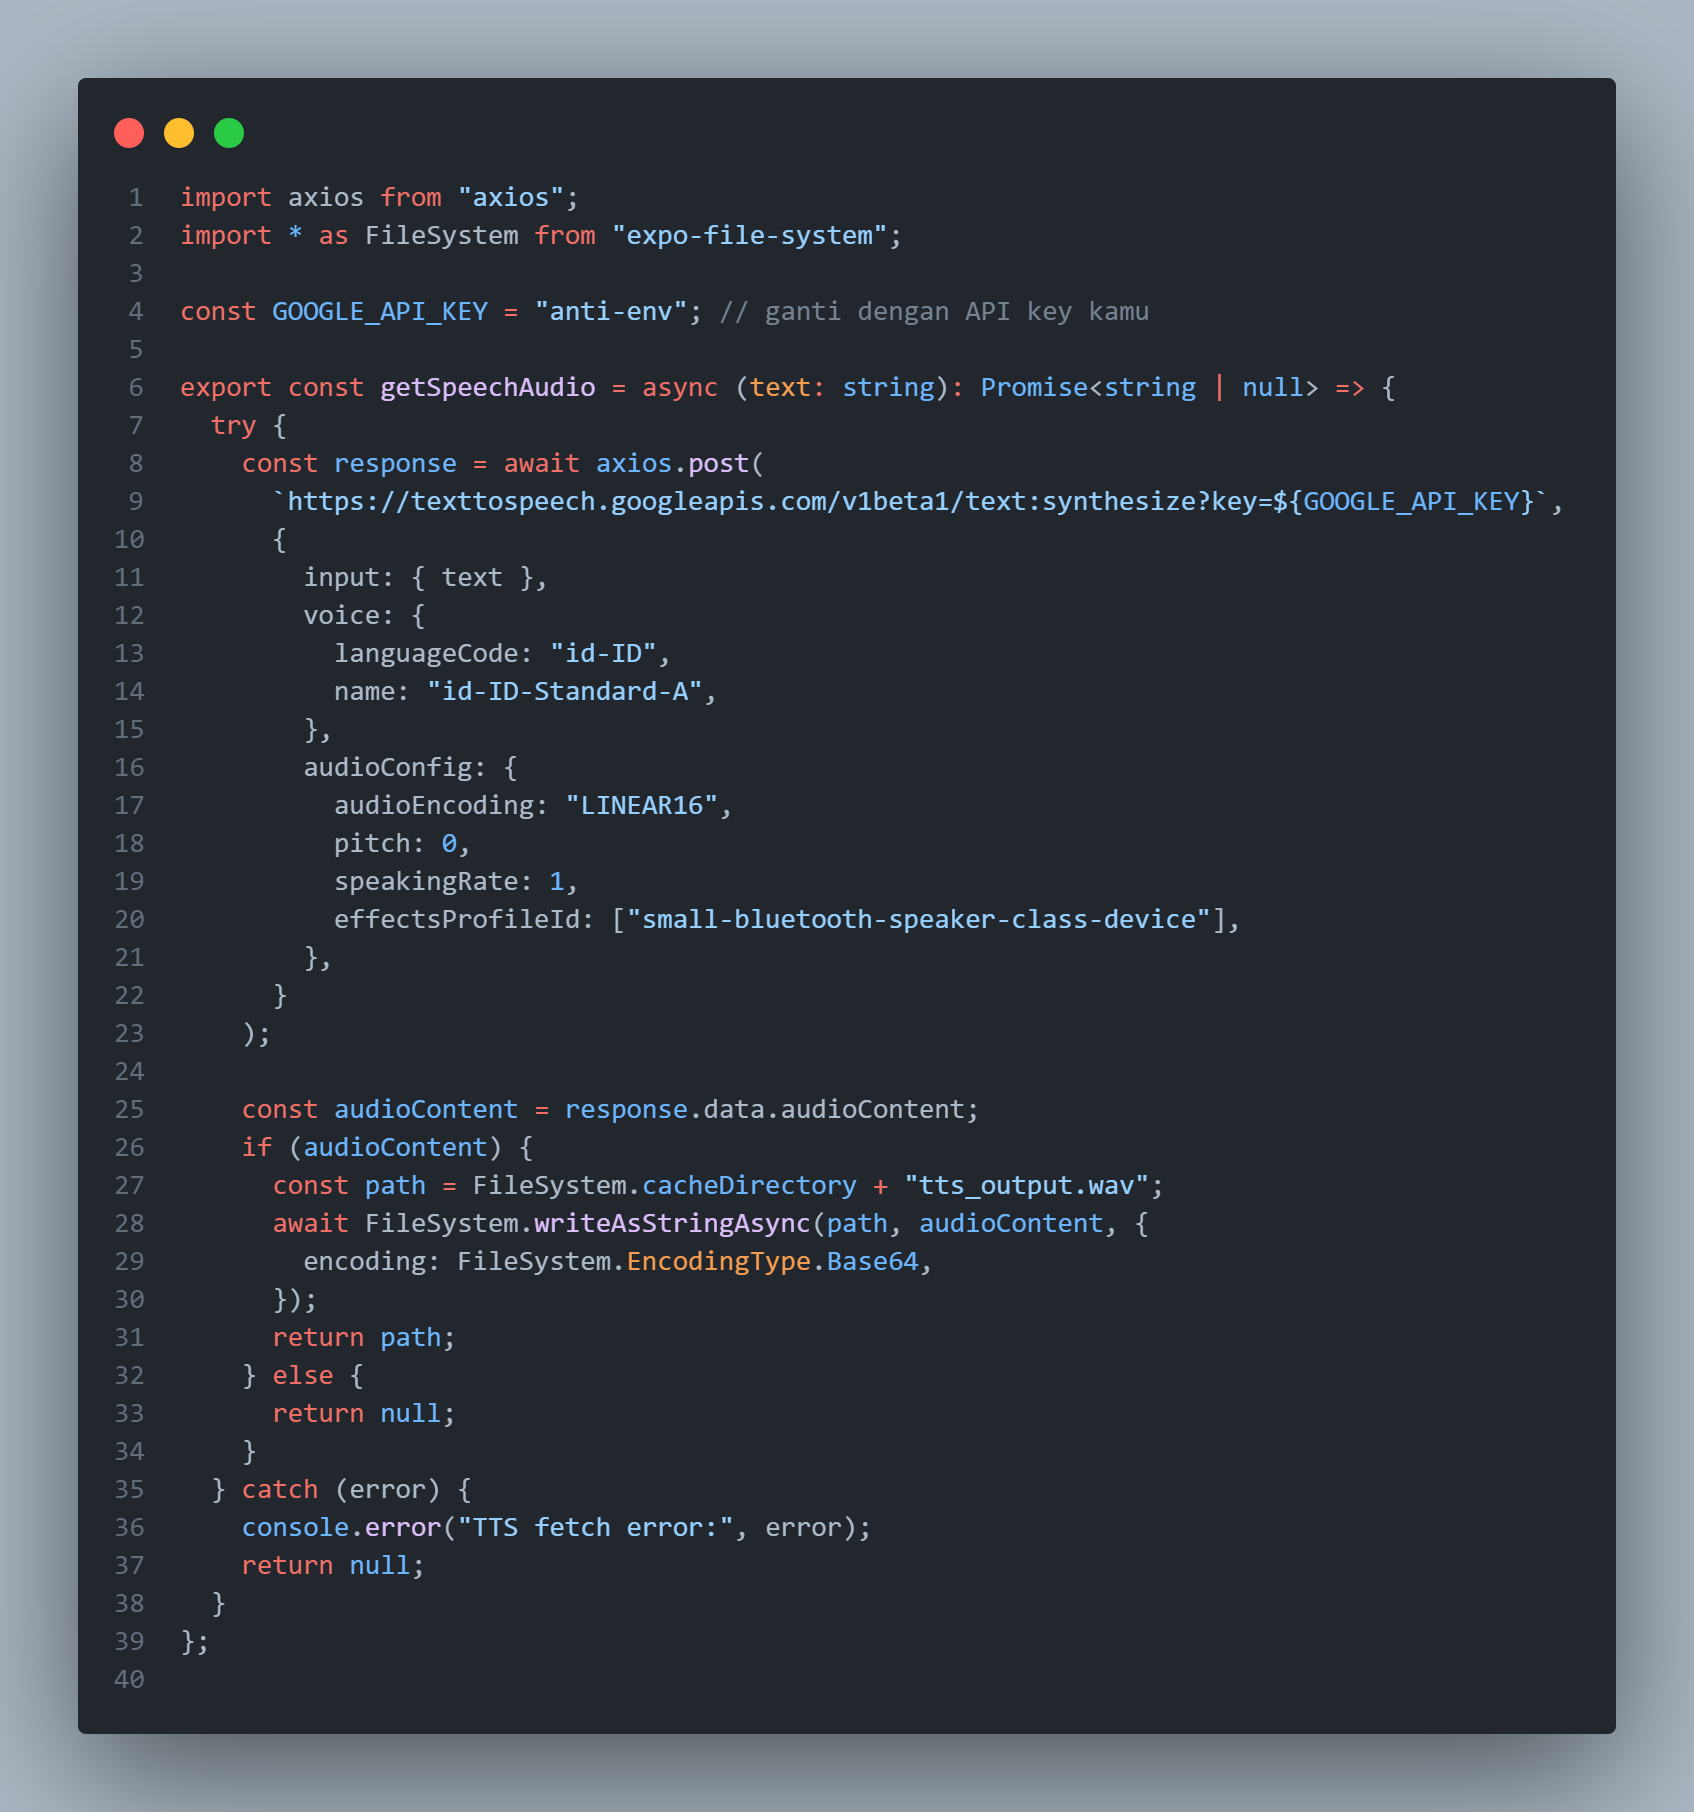 1 import axios from "axios";
2 import * as FileSystem from "expo-file-system";
3
4 const GOOGLE_API_KEY = "anti-env"; // ganti dengan API key kamu
5
6 export const getSpeechAudio = async (text: string): Promise<string | null> => {
7   try {
8     const response = await axios.post(
9       `https://texttospeech.googleapis.com/v1beta1/text:synthesize?key=${GOOGLE_API_KEY}`,
10       {
11         input: { text },
12         voice: {
13           languageCode: "id-ID",
14           name: "id-ID-Standard-A",
15         },
16         audioConfig: {
17           audioEncoding: "LINEAR16",
18           pitch: 0,
19           speakingRate: 1,
20           effectsProfileId: ["small-bluetooth-speaker-class-device"],
21         },
22       }
23     );
24
25     const audioContent = response.data.audioContent;
26     if (audioContent) {
27       const path = FileSystem.cacheDirectory + "tts_output.wav";
28       await FileSystem.writeAsStringAsync(path, audioContent, {
29         encoding: FileSystem.EncodingType.Base64,
30       });
31       return path;
32     } else {
33       return null;
34     }
35   } catch (error) {
36     console.error("TTS fetch error:", error);
37     return null;
38   }
39 };
40